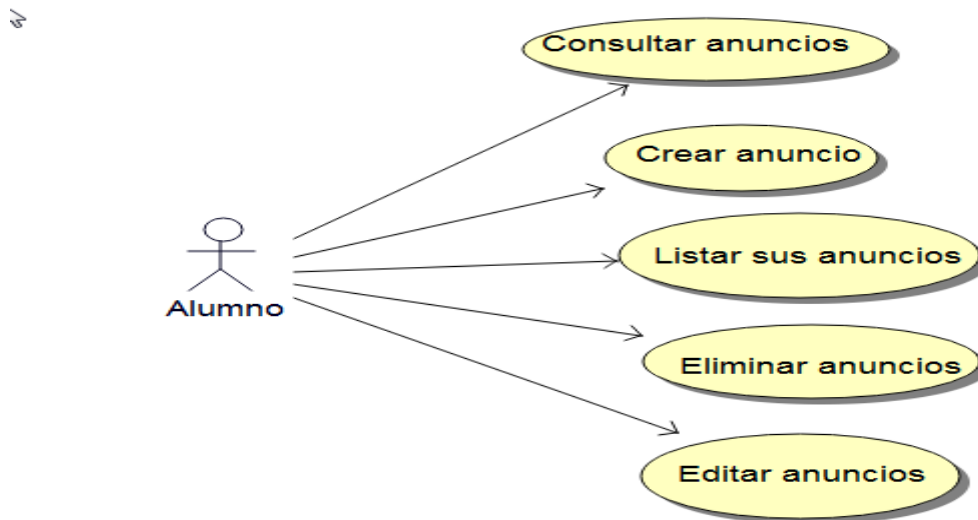 Consultar anuncios
Crear anuncio
Listar sus anuncios
Alumno
Eliminar anuncios
Editar anuncios